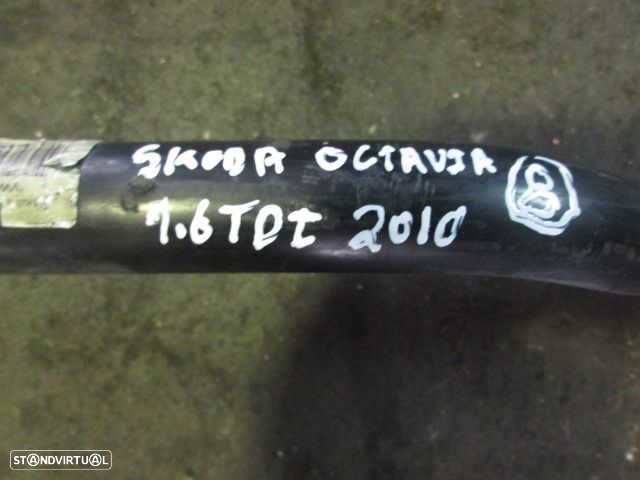 SKODA OCTAVIA 8
1.6 TDI 2010
STANDVIRTUAL